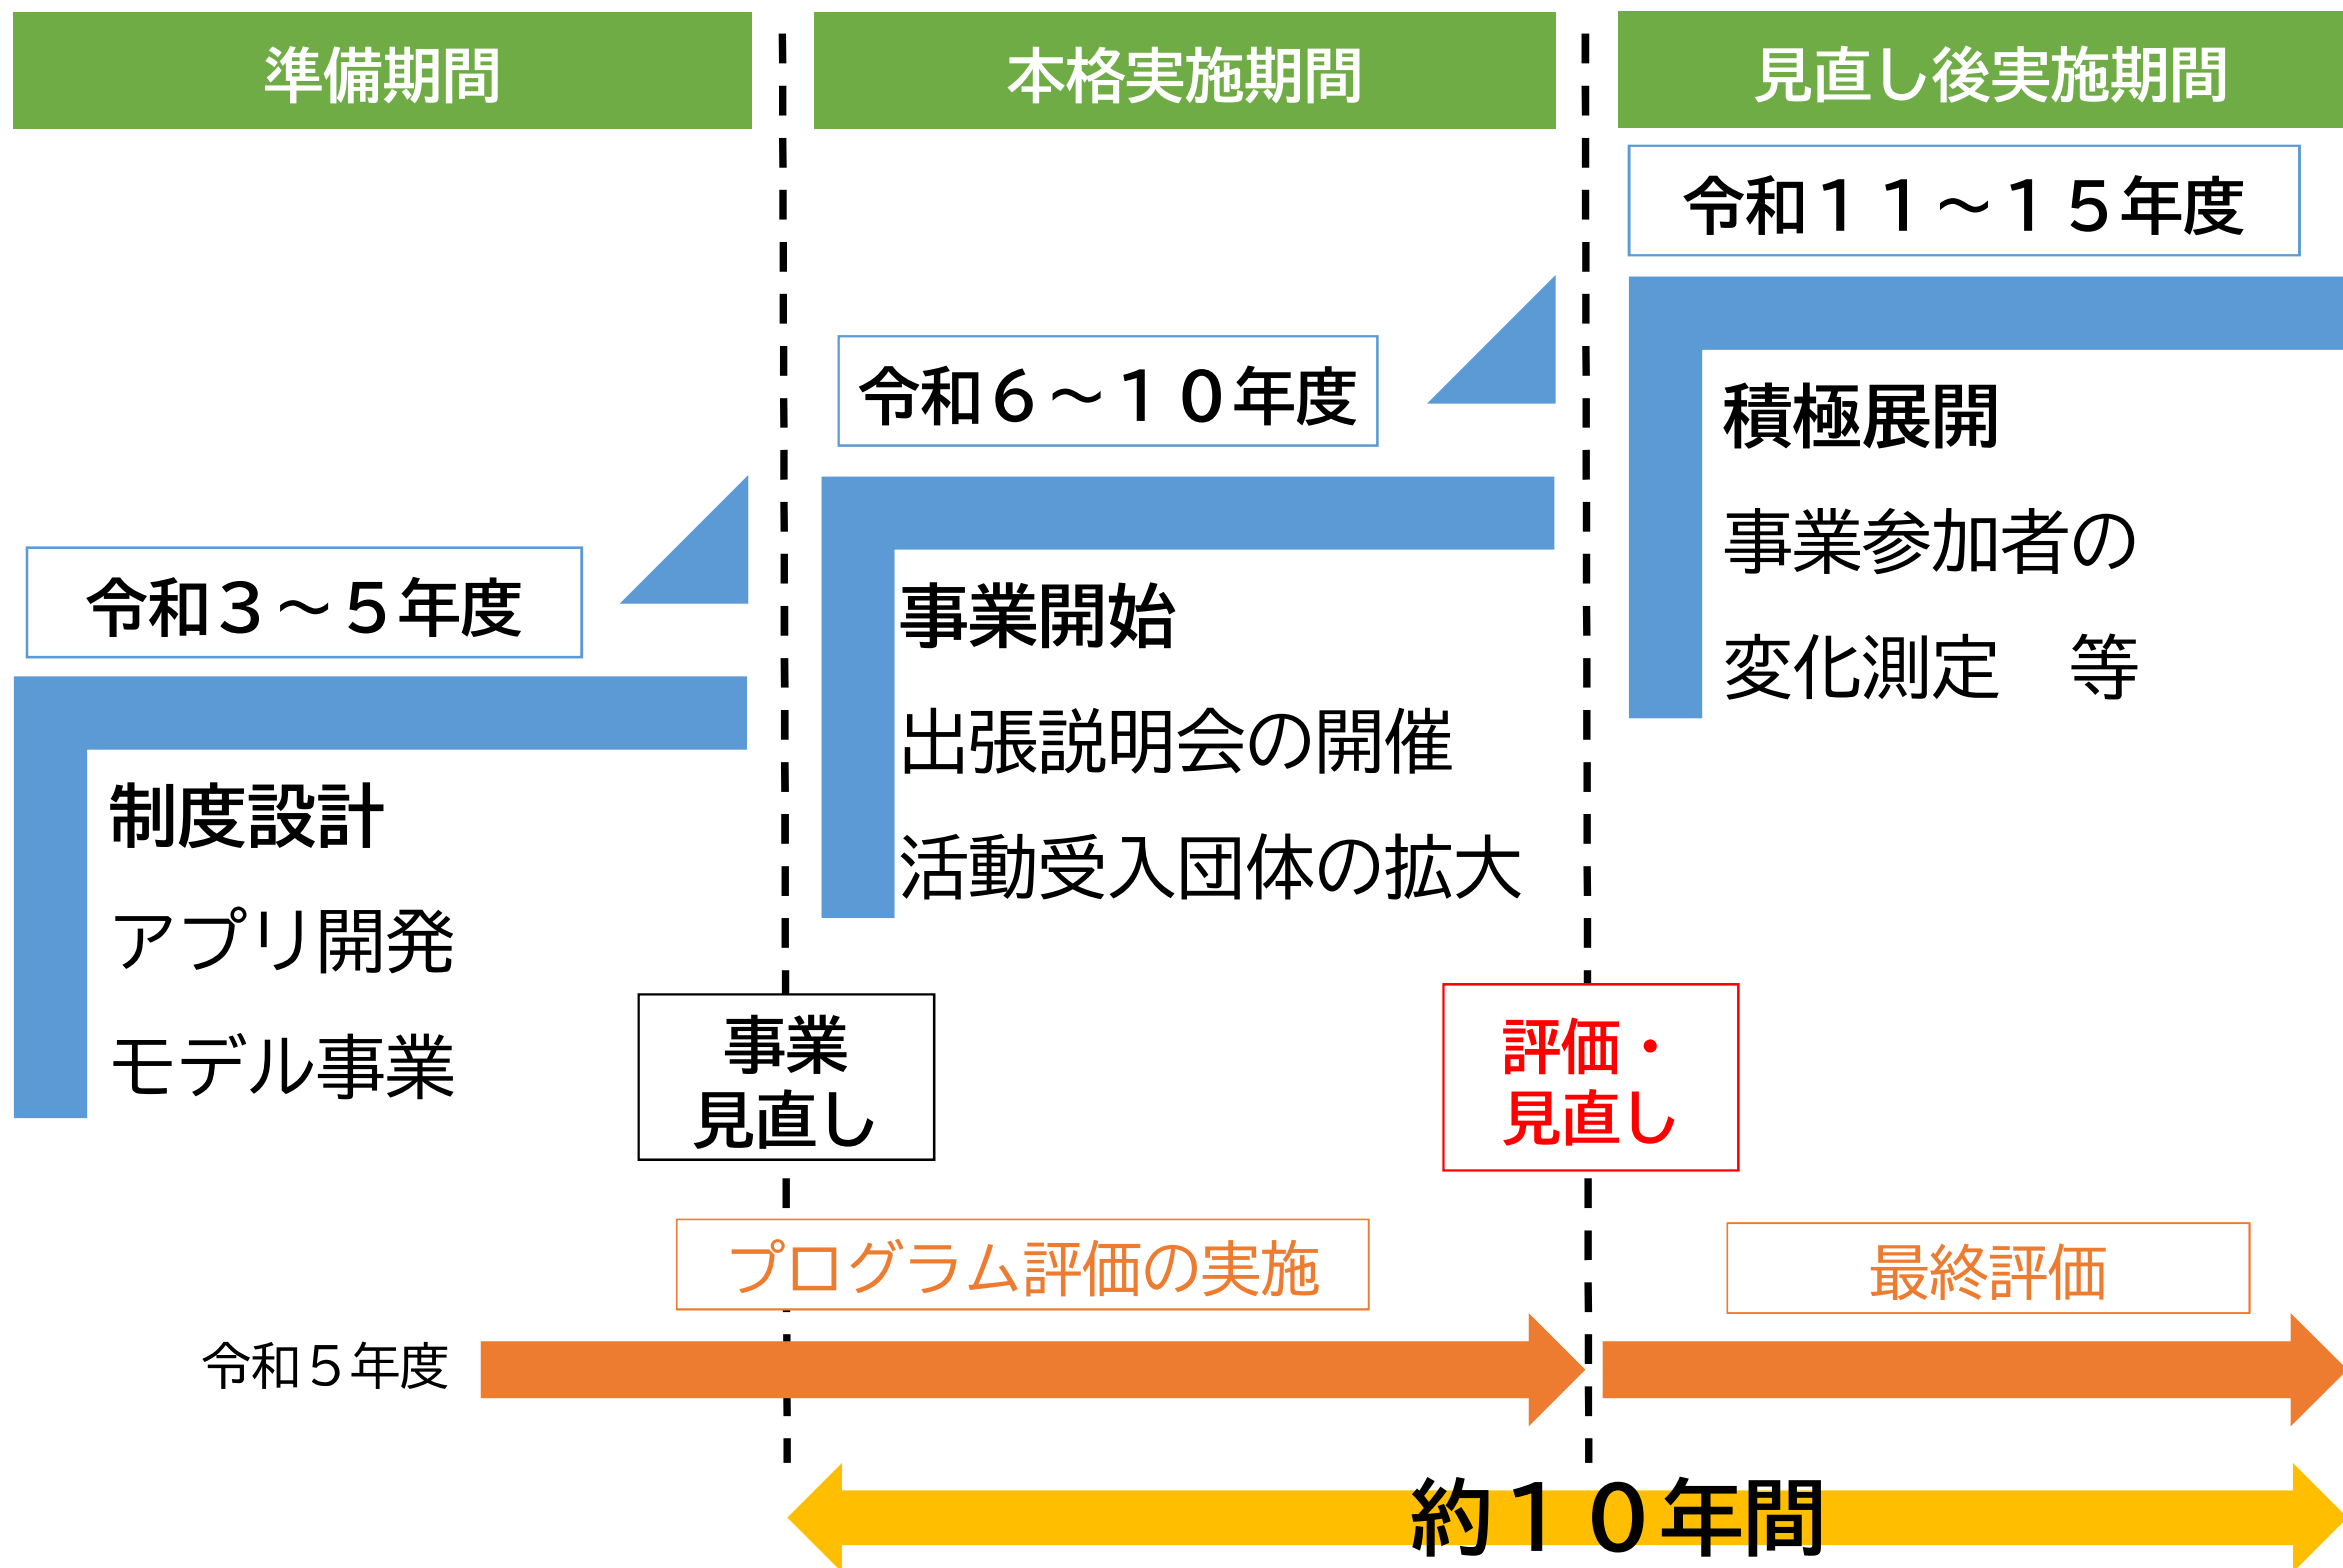 準備期間
本格実施期間
見直し後実施期間
令和３～５年度
制度設計
アプリ開発
モデル事業
令和６～１０年度
事業開始
出張説明会の開催
活動受入団体の拡大
令和１１～１５年度
積極展開
事業参加者の
変化測定　等
事業
見直し
評価・
見直し
プログラム評価の実施
最終評価
令和５年度
約１０年間